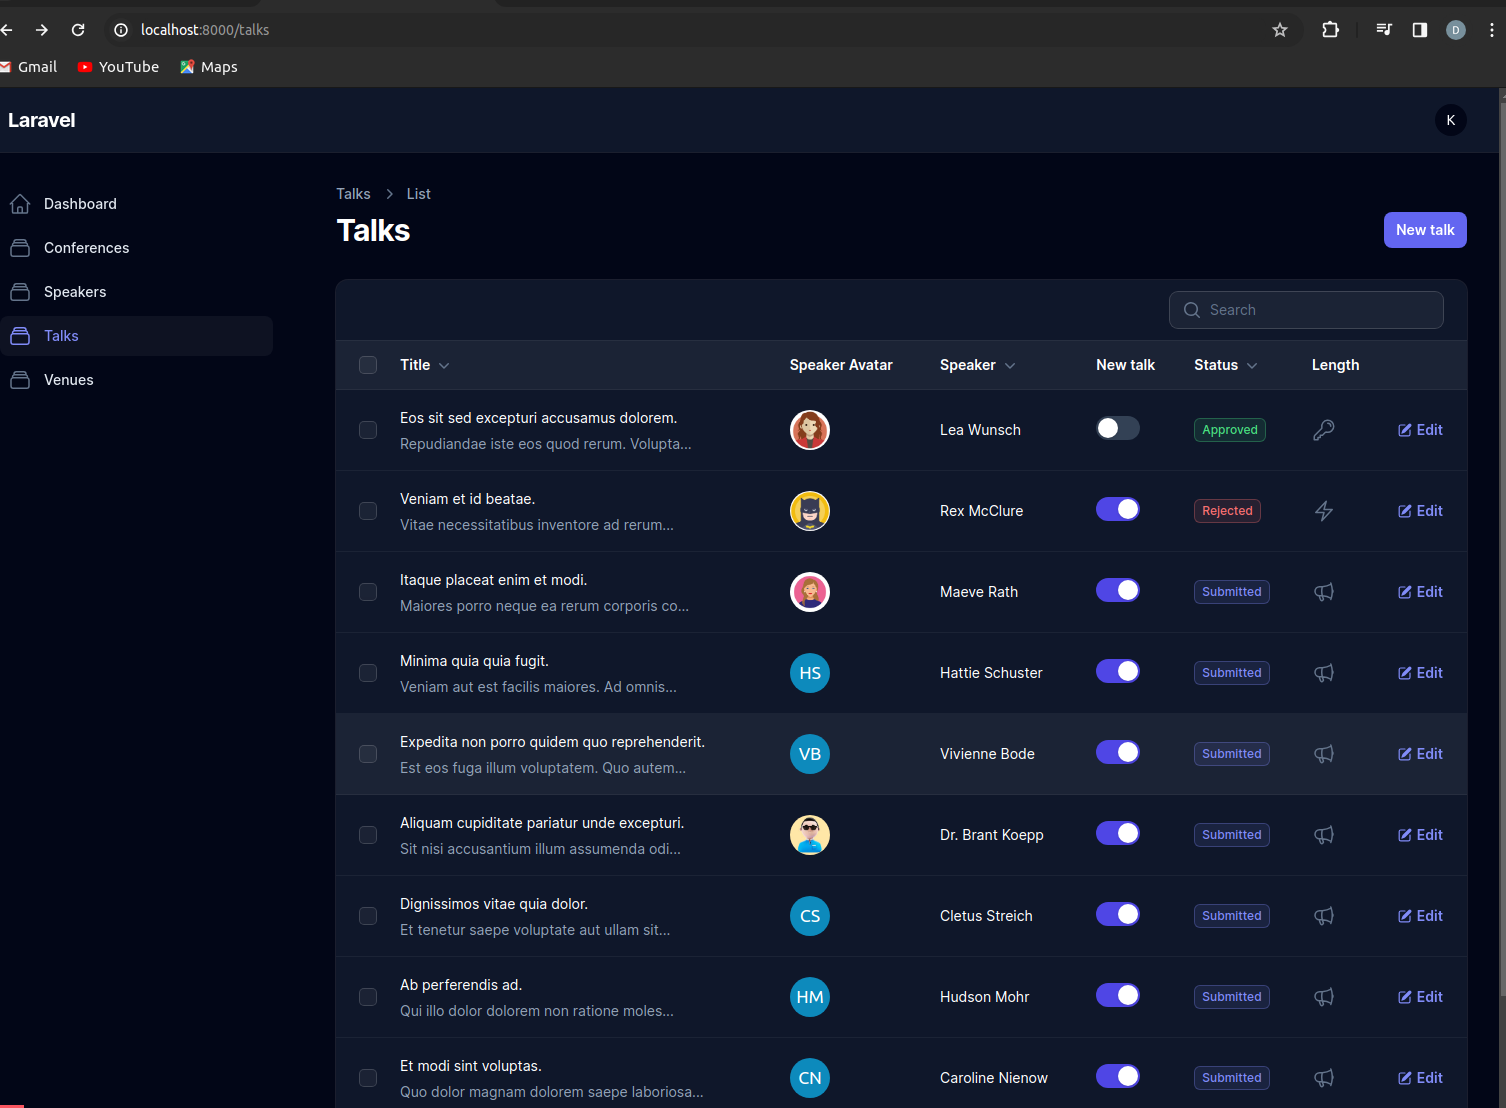 localhost:8000/talks
D
Gmail YouTube Maps
Laravel
K
Dashboard
Conferences
Speakers
Talks
Venues
Talks > List
Talks
New talk
Search
Title Speaker Avatar Speaker New talk Status Length
Eos sit sed excepturi accusamus dolorem.
Repudiandae iste eos quod rerum. Volupta...
Lea Wunsch Approved Edit
Veniam et id beatae.
Vitae necessitatibus inventore ad rerum...
Rex McClure Rejected Edit
Itaque placeat enim et modi.
Maiores porro neque ea rerum corporis co...
Maeve Rath Submitted Edit
Minima quia quia fugit.
Veniam aut est facilis maiores. Ad omnis...
HS Hattie Schuster Submitted Edit
Expedita non porro quidem quo reprehenderit.
Est eos fuga illum voluptatem. Quo autem...
VB Vivienne Bode Submitted Edit
Aliquam cupiditate pariatur unde excepturi.
Sit nisi accusantium illum assumenda odi...
Dr. Brant Koepp Submitted Edit
Dignissimos vitae quia dolor.
Et tenetur saepe voluptate aut ullam sit...
CS Cletus Streich Submitted Edit
Ab perferendis ad.
Qui illo dolor dolorem non ratione moles...
HM Hudson Mohr Submitted Edit
Et modi sint voluptas.
Quo dolor magnam dolorem saepe laboriosa...
CN Caroline Nienow Submitted Edit